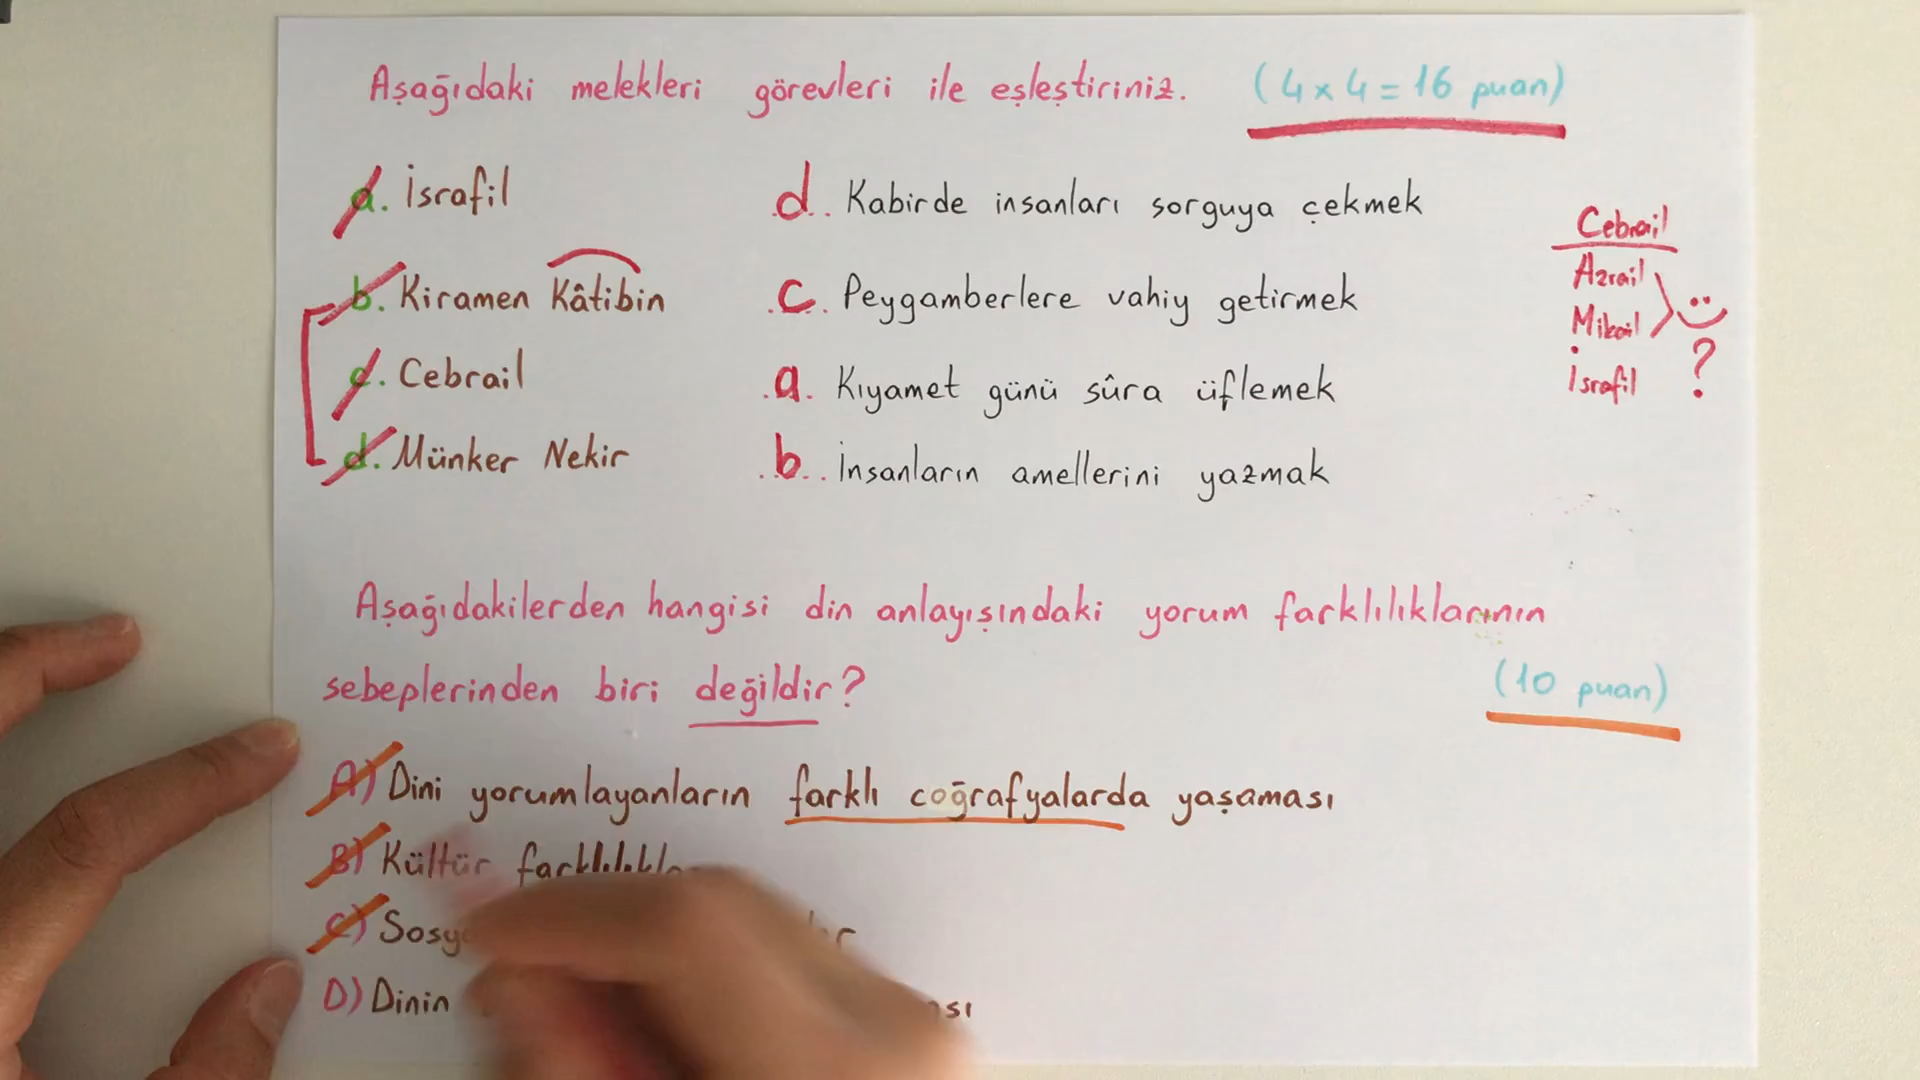 Aşağıdaki melekleri görevleri ile eşleştiriniz. (4 x 4 = 16 puan)
a. İsrafil
b. Kiramen Kâtibin
c. Cebrail
d. Münker Nekir
d. Kabirde insanları sorguya çekmek
c. Peygamberlere vahiy getirmek
a. Kıyamet günü sûra üflemek
b. İnsanların amellerini yazmak
Cebrail
Azrail
Mikail
İsrafil ?
Aşağıdakilerden hangisi din anlayışındaki yorum farklılıklarının
sebeplerinden biri değildir? (10 puan)
A) Dini yorumlayanların farklı coğrafyalarda yaşaması
B) Kültür
C)
D) Dinin